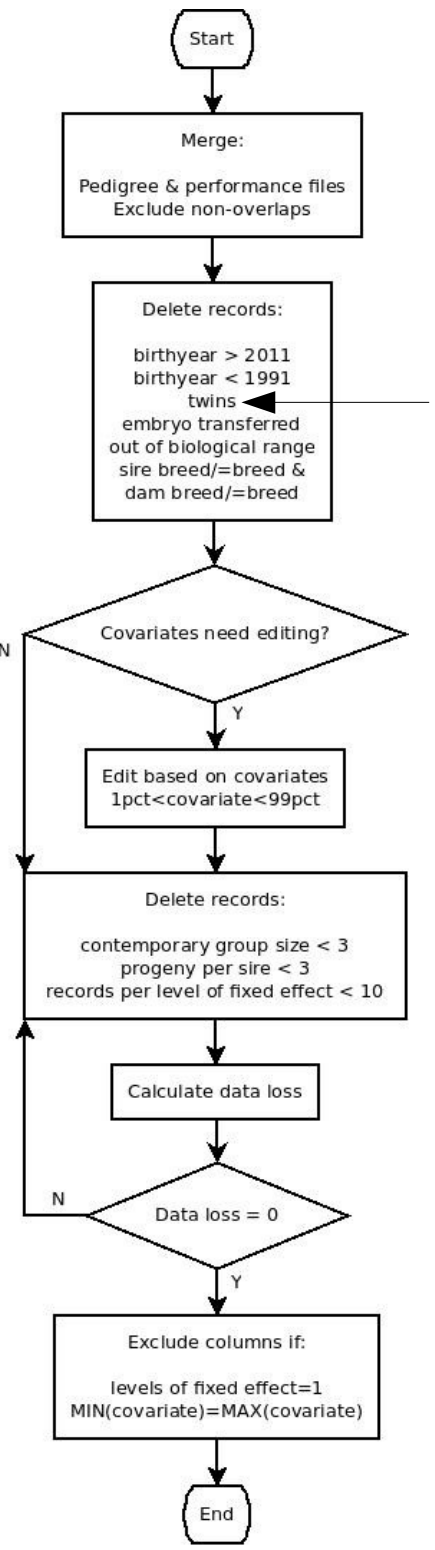 Start
Merge:
Pedigree & performance files
Exclude non-overlaps
Delete records:
birthyear > 2011
birthyear < 1991
twins
embryo transferred
out of biological range
sire breed/=breed &
dam breed/=breed
Covariates need editing?
N
Y
Edit based on covariates
1pct<covariate<99pct
Delete records:
contemporary group size < 3
progeny per sire < 3
records per level of fixed effect < 10
Calculate data loss
N
Data loss = 0
Y
Exclude columns if:
levels of fixed effect=1
MIN(covariate)=MAX(covariate)
End